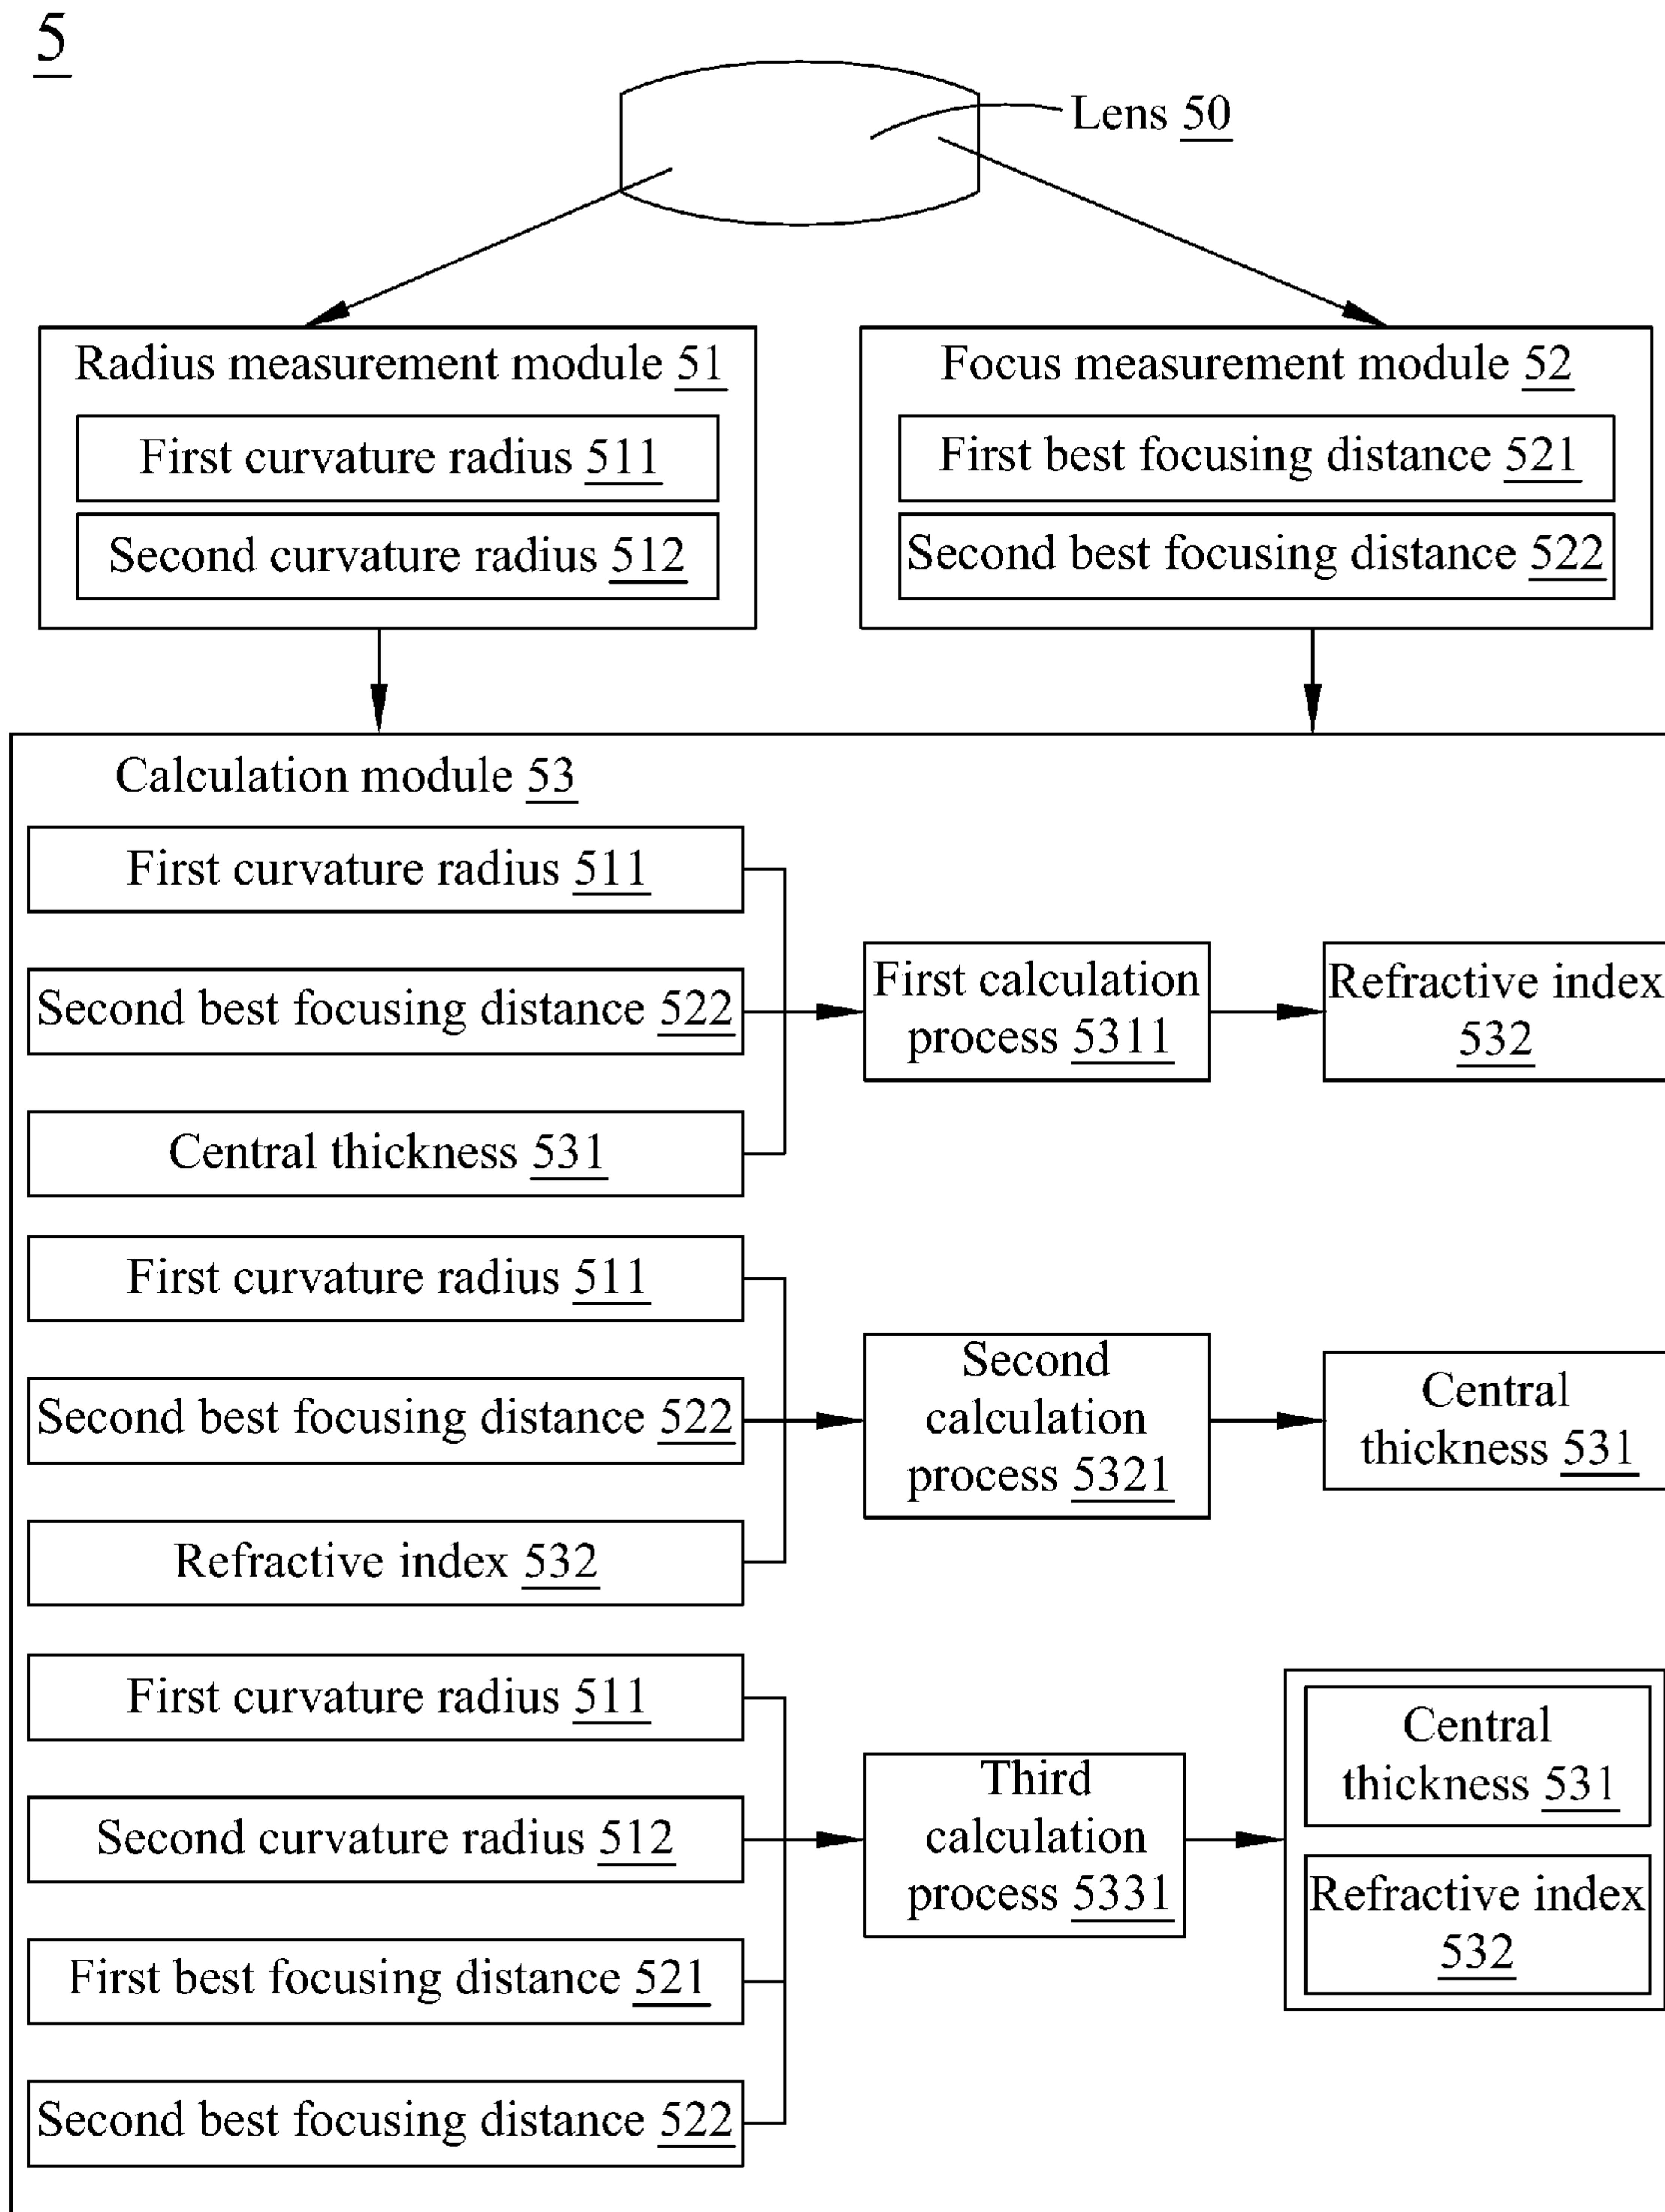 5
Lens 50
Radius measurement module 51
First curvature radius 511
Second curvature radius 512
Focus measurement module 52
First best focusing distance 521
Second best focusing distance 522
Calculation module 53
First curvature radius 511
Second best focusing distance 522
Central thickness 531
First calculation
process 5311
Refractive index
532
First curvature radius 511
Second best focusing distance 522
Refractive index 532
Second
calculation
process 5321
Central
thickness 531
First curvature radius 511
Second curvature radius 512
First best focusing distance 521
Second best focusing distance 522
Third
calculation
process 5331
Central
thickness 531
Refractive index
532